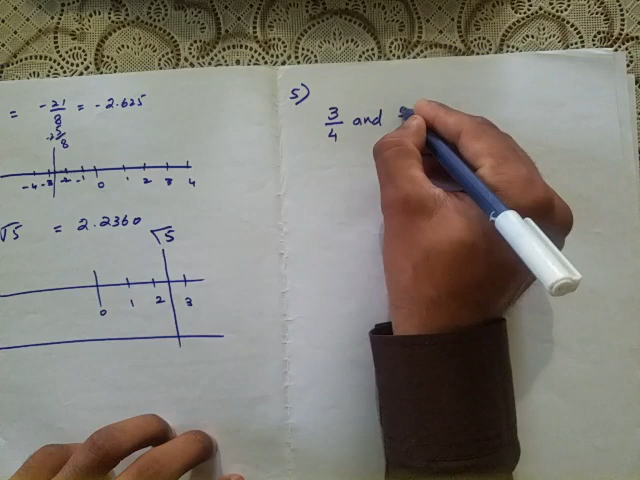 = -21/8 = -2.625
-21/8
-4 -3 -2 -1 0 1 2 3 4
√5 = 2.2360
√5
0 1 2 3
5)
3/4 and